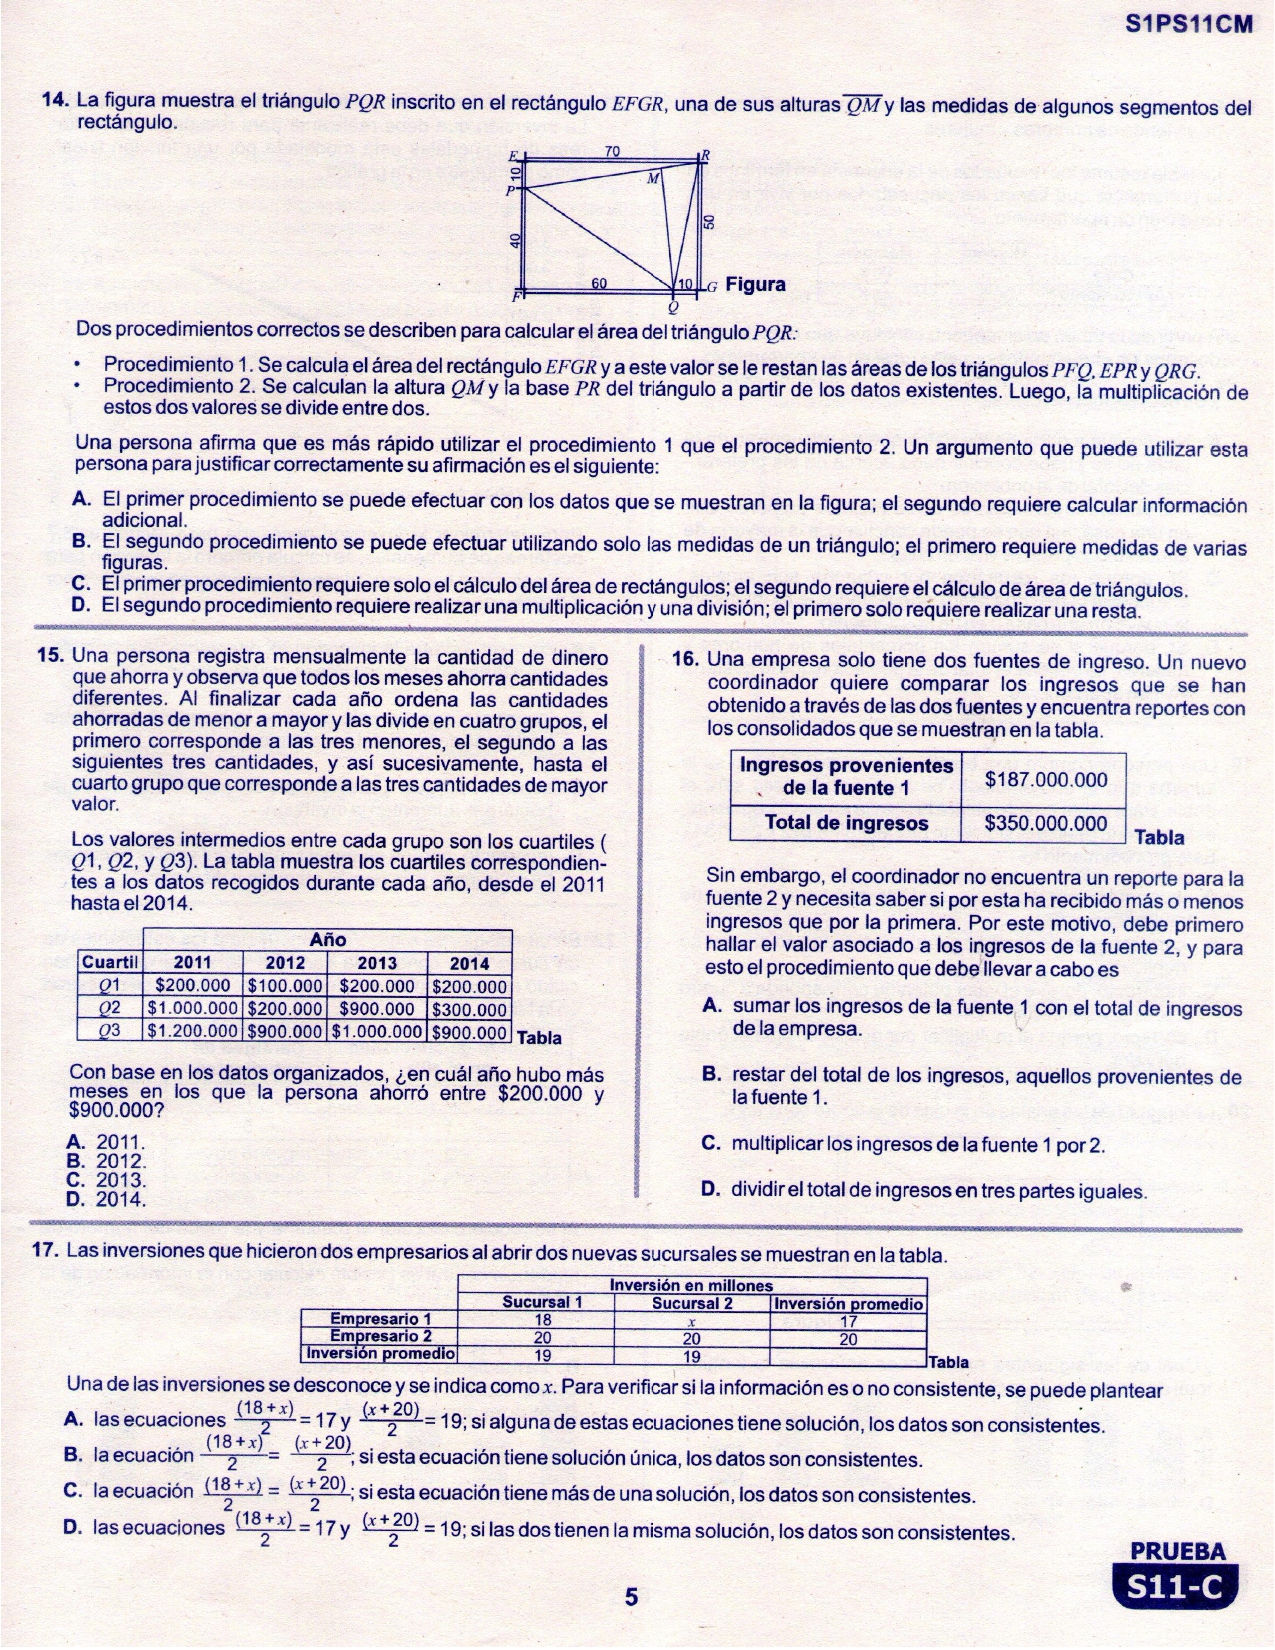 S1PS11CM
14. La figura muestra el triángulo PQR inscrito en el rectángulo EFGR, una de sus alturas QM y las medidas de algunos segmentos del
rectángulo.
E 70 R
10
P M
40 50
60 10 G Figura
F
Q
Dos procedimientos correctos se describen para calcular el área del triángulo PQR:
• Procedimiento 1. Se calcula el área del rectángulo EFGR y a este valor se le restan las áreas de los triángulos PFQ, EPR y QRG.
• Procedimiento 2. Se calculan la altura QM y la base PR del triángulo a partir de los datos existentes. Luego, la multiplicación de
estos dos valores se divide entre dos.
Una persona afirma que es más rápido utilizar el procedimiento 1 que el procedimiento 2. Un argumento que puede utilizar esta
persona para justificar correctamente su afirmación es el siguiente:
A. El primer procedimiento se puede efectuar con los datos que se muestran en la figura; el segundo requiere calcular información
adicional.
B. El segundo procedimiento se puede efectuar utilizando solo las medidas de un triángulo; el primero requiere medidas de varias
figuras.
C. El primer procedimiento requiere solo el cálculo del área de rectángulos; el segundo requiere el cálculo de área de triángulos.
D. El segundo procedimiento requiere realizar una multiplicación y una división; el primero solo requiere realizar una resta.
15. Una persona registra mensualmente la cantidad de dinero
que ahorra y observa que todos los meses ahorra cantidades
diferentes. Al finalizar cada año ordena las cantidades
ahorradas de menor a mayor y las divide en cuatro grupos, el
primero corresponde a las tres menores, el segundo a las
siguientes tres cantidades, y así sucesivamente, hasta el
cuarto grupo que corresponde a las tres cantidades de mayor
valor.
Los valores intermedios entre cada grupo son los cuartiles (
Q1, Q2, y Q3). La tabla muestra los cuartiles correspondien-
tes a los datos recogidos durante cada año, desde el 2011
hasta el 2014.
Año
Cuartil 2011 2012 2013 2014
Q1 $200.000 $100.000 $200.000 $200.000
Q2 $1.000.000 $200.000 $900.000 $300.000
Q3 $1.200.000 $900.000 $1.000.000 $900.000 Tabla
Con base en los datos organizados, ¿en cuál año hubo más
meses en los que la persona ahorró entre $200.000 y
$900.000?
A. 2011.
B. 2012.
C. 2013.
D. 2014.
16. Una empresa solo tiene dos fuentes de ingreso. Un nuevo
coordinador quiere comparar los ingresos que se han
obtenido a través de las dos fuentes y encuentra reportes con
los consolidados que se muestran en la tabla.
Ingresos provenientes
de la fuente 1 $187.000.000
Total de ingresos $350.000.000 Tabla
Sin embargo, el coordinador no encuentra un reporte para la
fuente 2 y necesita saber si por esta ha recibido más o menos
ingresos que por la primera. Por este motivo, debe primero
hallar el valor asociado a los ingresos de la fuente 2, y para
esto el procedimiento que debe llevar a cabo es
A. sumar los ingresos de la fuente 1 con el total de ingresos
de la empresa.
B. restar del total de los ingresos, aquellos provenientes de
la fuente 1.
C. multiplicar los ingresos de la fuente 1 por 2.
D. dividir el total de ingresos en tres partes iguales.
17. Las inversiones que hicieron dos empresarios al abrir dos nuevas sucursales se muestran en la tabla.
Inversión en millones
Sucursal 1 Sucursal 2 Inversión promedio
Empresario 1 18 x 17
Empresario 2 20 20 20
Inversión promedio 19 19 Tabla
Una de las inversiones se desconoce y se indica como x. Para verificar si la información es o no consistente, se puede plantear
A. las ecuaciones (18+x)/2 = 17 y (x+20)/2 = 19; si alguna de estas ecuaciones tiene solución, los datos son consistentes.
B. la ecuación (18+x)/2 = (x+20)/2; si esta ecuación tiene solución única, los datos son consistentes.
C. la ecuación (18+x)/2 = (x+20)/2; si esta ecuación tiene más de una solución, los datos son consistentes.
D. las ecuaciones (18+x)/2 = 17 y (x+20)/2 = 19; si las dos tienen la misma solución, los datos son consistentes.
PRUEBA
S11-C
5